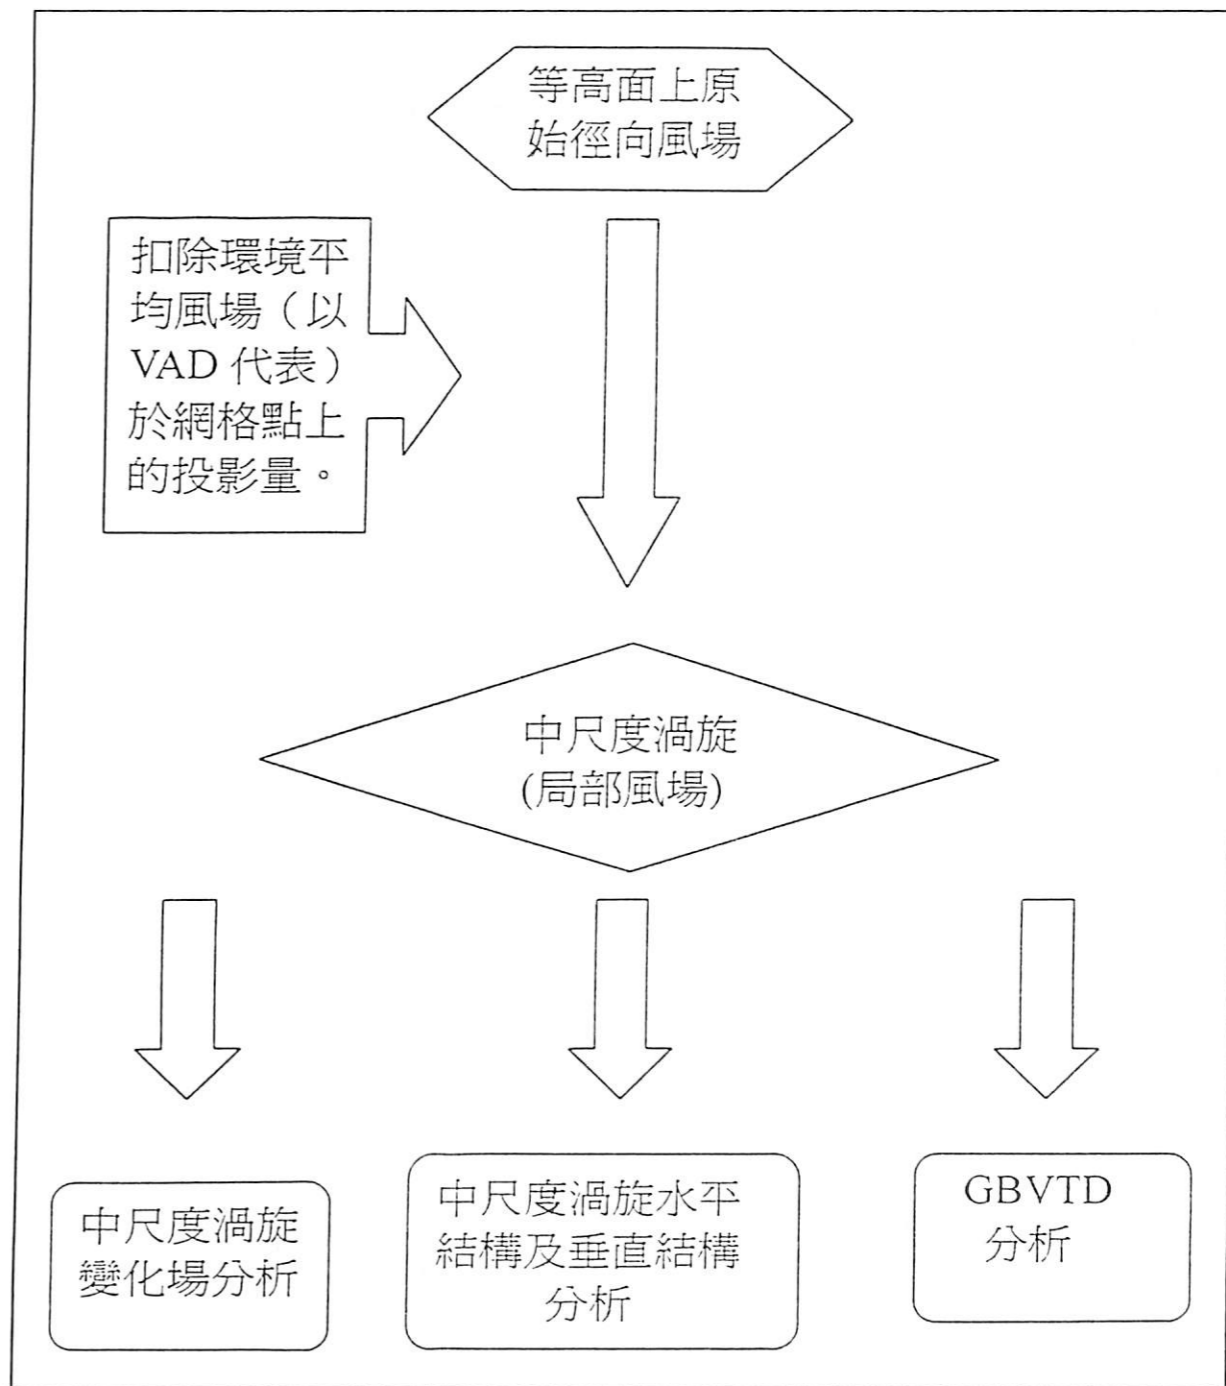 等高面上原
始徑向風場
扣除環境平
均風場（以
VAD 代表）
於網格點上
的投影量。
中尺度渦旋
(局部風場)
中尺度渦旋
變化場分析
中尺度渦旋水平
結構及垂直結構
分析
GBVTD
分析